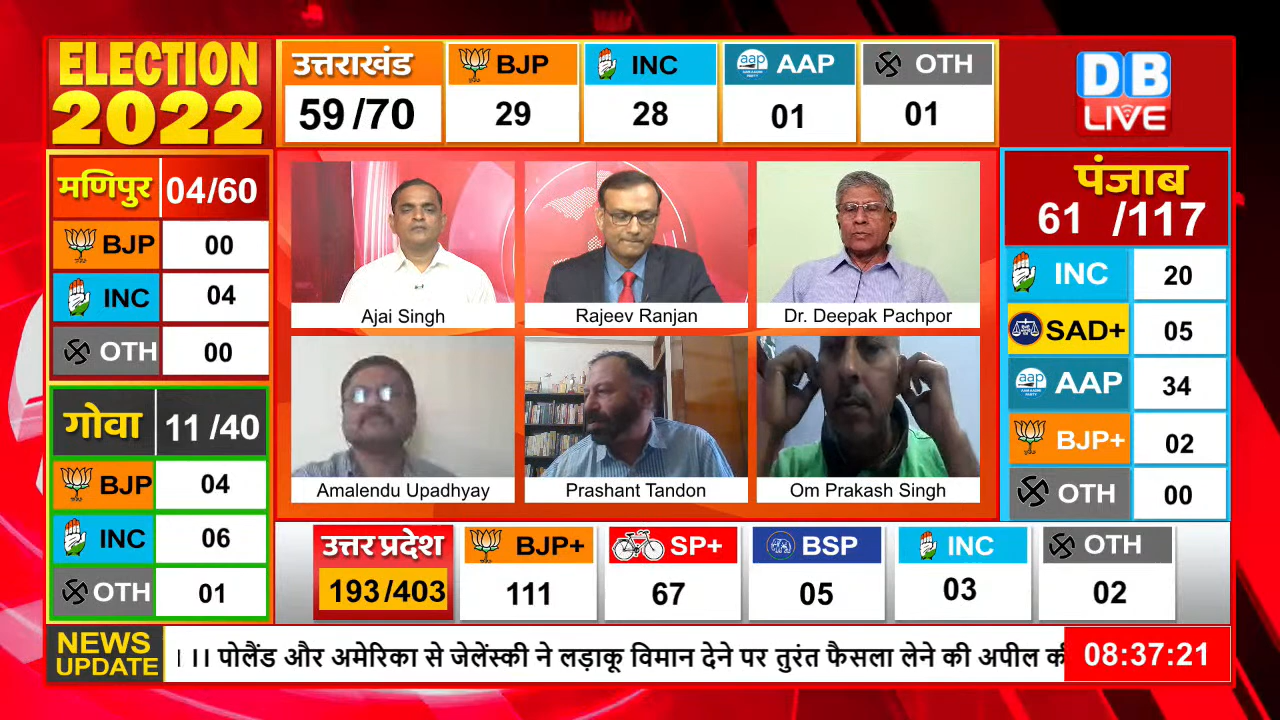 ELECTION
2022
उत्तराखंड
59/70
BJP
29
INC
28
aap
AAP
01
OTH
01
DB
LIVE
मणिपुर 04/60
BJP 00
INC 04
OTH 00
गोवा 11/40
BJP 04
INC 06
OTH 01
Ajai Singh
Rajeev Ranjan
Dr. Deepak Pachpor
Amalendu Upadhyay
Prashant Tandon
Om Prakash Singh
पंजाब
61 /117
INC 20
SAD+ 05
aap AAP 34
BJP+ 02
OTH 00
उत्तर प्रदेश
193/403
BJP+
111
SP+
67
BSP
05
INC
03
OTH
02
NEWS
UPDATE
। ।। पोलैंड और अमेरिका से जेलेंस्की ने लड़ाकू विमान देने पर तुरंत फैसला लेने की अपील की
08:37:21